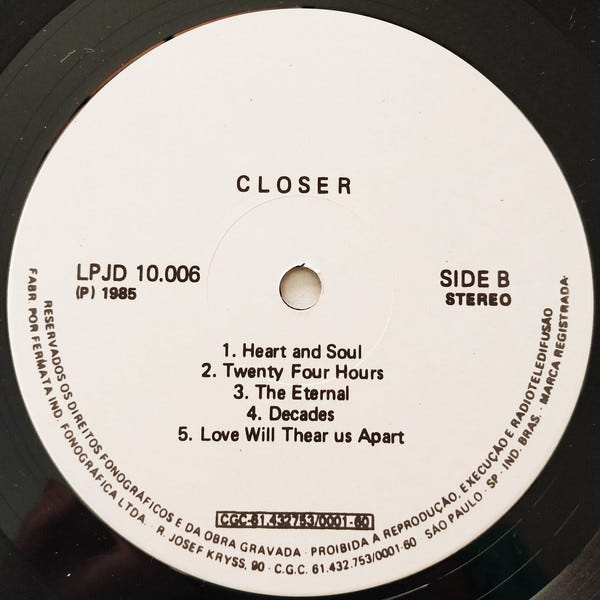 CLOSER
LPJD 10.006
(P) 1985
SIDE B
STEREO
1. Heart and Soul
2. Twenty Four Hours
3. The Eternal
4. Decades
5. Love Will Thear us Apart
CGC-61.432753/0001-60
RESERVADOS OS DIREITOS FONOGRÁFICOS E DA OBRA GRAVADA · PROIBIDA A REPRODUÇÃO, EXECUÇÃO E RADIOTELEDIFUSÃO
FABR. POR FERMATA IND. FONOGRÁFICA LTDA. . R. JOSEF KRYSS, 90 · C.G.C. 61.432.753/0001-60 · SÃO PAULO · SP · IND. BRAS. · MARCA REGISTRADA.